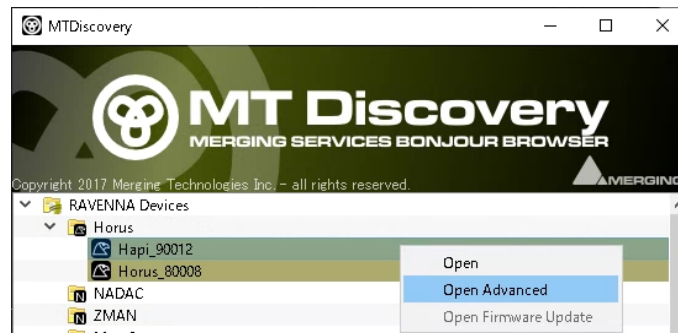 MTDiscovery
MT Discovery
MERGING SERVICES BONJOUR BROWSER
Copyright 2017 Merging Technologies Inc. - all rights reserved.
MERGING
RAVENNA Devices
Horus
Hapi_90012
Horus_80008
NADAC
ZMAN
Open
Open Advanced
Open Firmware Update